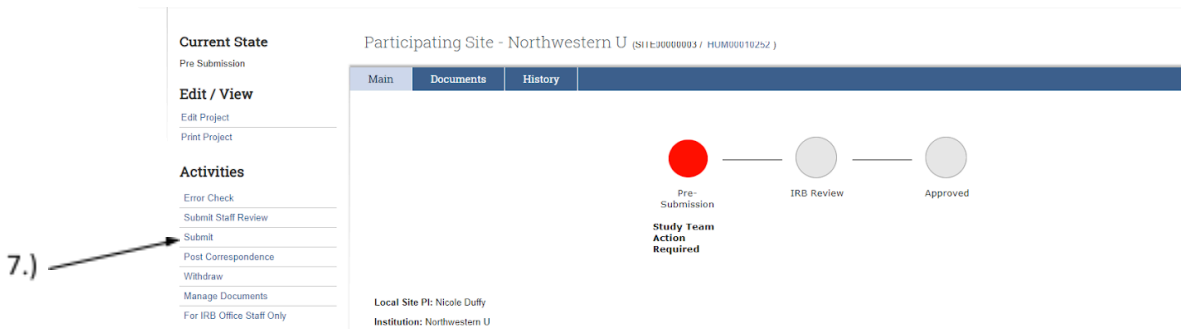 Current State
Pre Submission
Edit / View
Edit Project
Print Project
Activities
Error Check
Submit Staff Review
Submit
Post Correspondence
Withdraw
Manage Documents
For IRB Office Staff Only
7.)
Participating Site - Northwestern U (SITE00000003 / HUM00010252 )
Main Documents History
Pre-
Submission
IRB Review
Approved
Study Team
Action
Required
Local Site PI: Nicole Duffy
Institution: Northwestern U